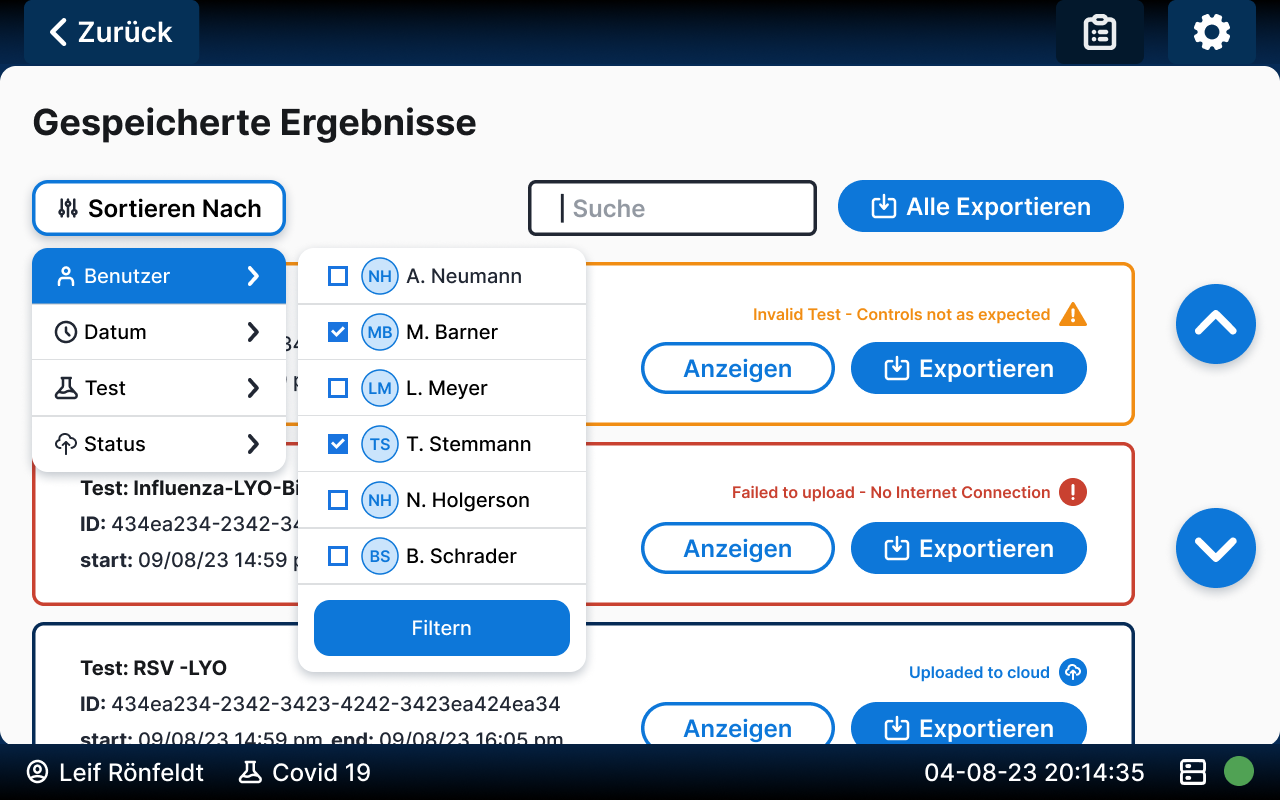 Zurück
Gespeicherte Ergebnisse
Sortieren Nach
Suche
Alle Exportieren
Benutzer
Datum
Test
Status
NH A. Neumann
MB M. Barner
LM L. Meyer
TS T. Stemmann
NH N. Holgerson
BS B. Schrader
Filtern
Invalid Test - Controls not as expected
Anzeigen
Exportieren
Test: Influenza-LYO-Bi
ID: 434ea234-2342-34
start: 09/08/23 14:59 p
Failed to upload - No Internet Connection
Anzeigen
Exportieren
Test: RSV -LYO
ID: 434ea234-2342-3423-4242-3423ea424ea34
start: 09/08/23 14:59 pm end: 09/08/23 16:05 pm
Uploaded to cloud
Anzeigen
Exportieren
Leif Rönfeldt
Covid 19
04-08-23 20:14:35